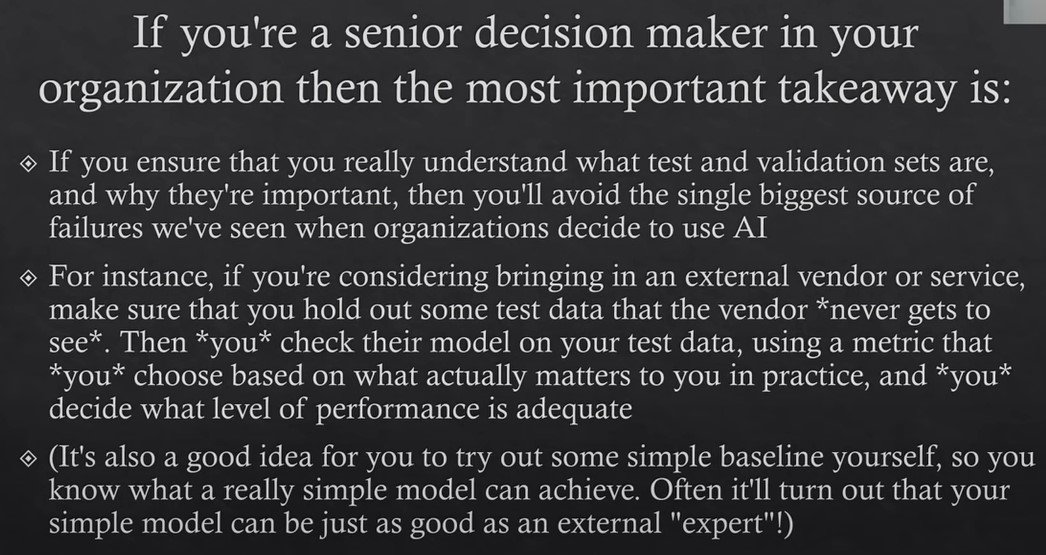 If you're a senior decision maker in your
organization then the most important takeaway is:
If you ensure that you really understand what test and validation sets are,
and why they're important, then you'll avoid the single biggest source of
failures we've seen when organizations decide to use AI
For instance, if you're considering bringing in an external vendor or service,
make sure that you hold out some test data that the vendor *never gets to
see*. Then *you* check their model on your test data, using a metric that
*you* choose based on what actually matters to you in practice, and *you*
decide what level of performance is adequate
(It's also a good idea for you to try out some simple baseline yourself, so you
know what a really simple model can achieve. Often it'll turn out that your
simple model can be just as good as an external "expert"!)